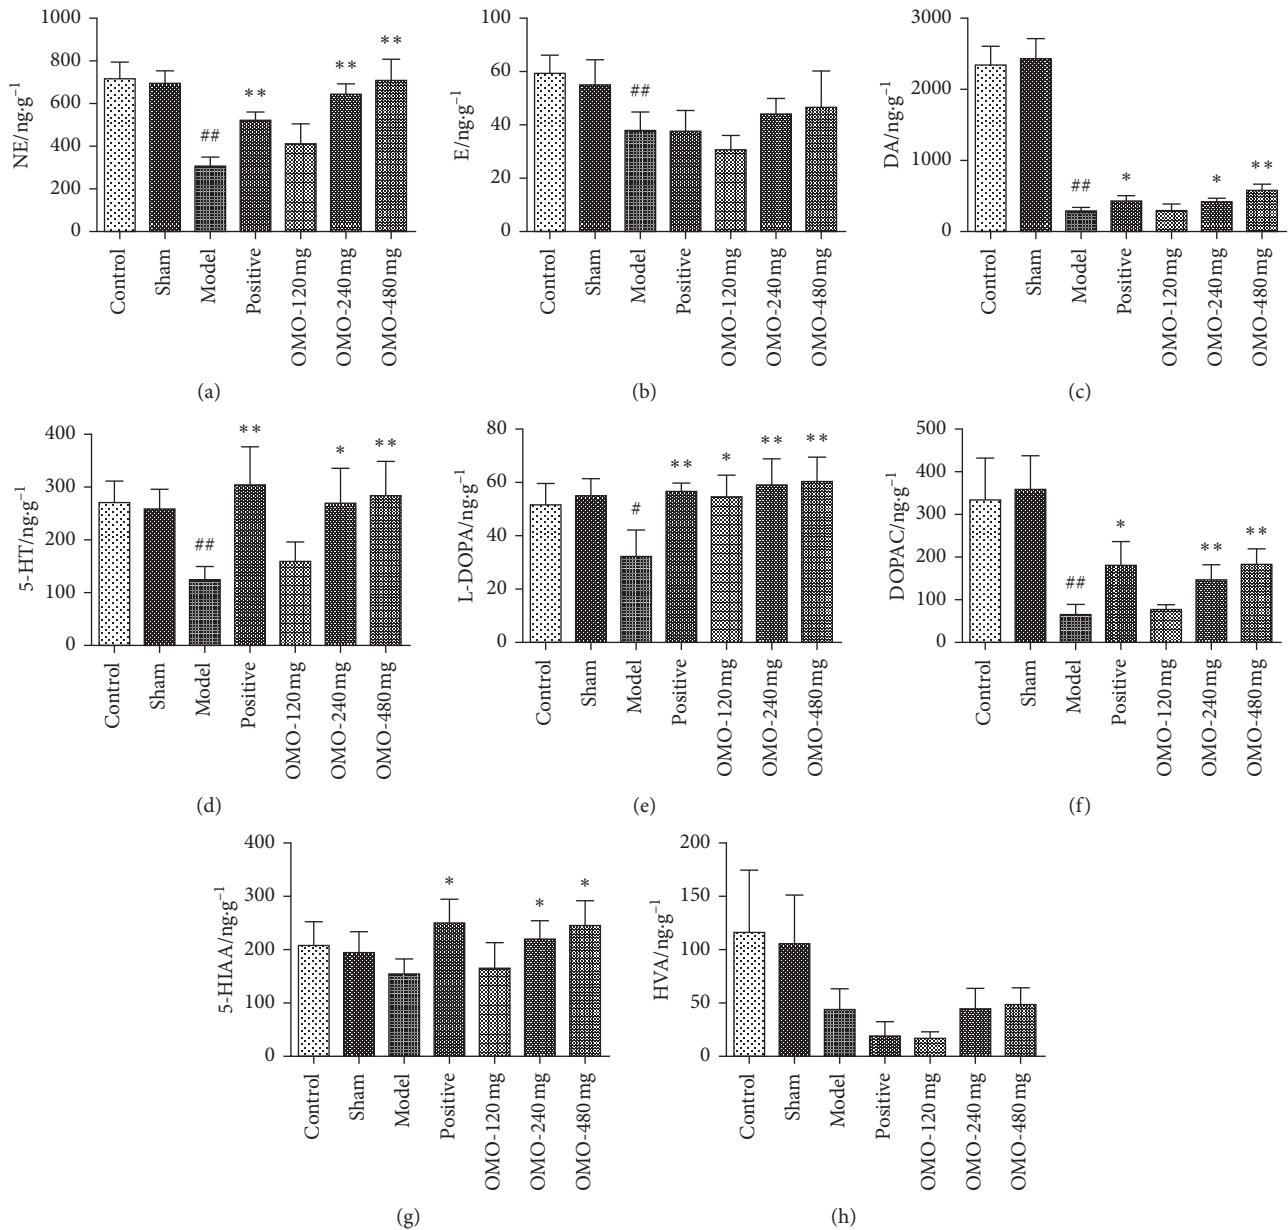 1000
800
600
400
200
0
NE/ng·g⁻¹
##
**
**
**
Control
Sham
Model
Positive
OMO-120 mg
OMO-240 mg
OMO-480 mg
(a)
100
80
60
40
20
0
E/ng·g⁻¹
##
Control
Sham
Model
Positive
OMO-120 mg
OMO-240 mg
OMO-480 mg
(b)
3000
2000
1000
0
DA/ng·g⁻¹
##
*
*
**
Control
Sham
Model
Positive
OMO-120 mg
OMO-240 mg
OMO-480 mg
(c)
400
300
200
100
0
5-HT/ng·g⁻¹
##
**
*
**
Control
Sham
Model
Positive
OMO-120 mg
OMO-240 mg
OMO-480 mg
(d)
80
60
40
20
0
L-DOPA/ng·g⁻¹
#
**
*
**
**
Control
Sham
Model
Positive
OMO-120 mg
OMO-240 mg
OMO-480 mg
(e)
500
400
300
200
100
0
DOPAC/ng·g⁻¹
##
*
**
**
Control
Sham
Model
Positive
OMO-120 mg
OMO-240 mg
OMO-480 mg
(f)
400
300
200
100
0
5-HIAA/ng·g⁻¹
*
*
*
Control
Sham
Model
Positive
OMO-120 mg
OMO-240 mg
OMO-480 mg
(g)
200
150
100
50
0
HVA/ng·g⁻¹
Control
Sham
Model
Positive
OMO-120 mg
OMO-240 mg
OMO-480 mg
(h)